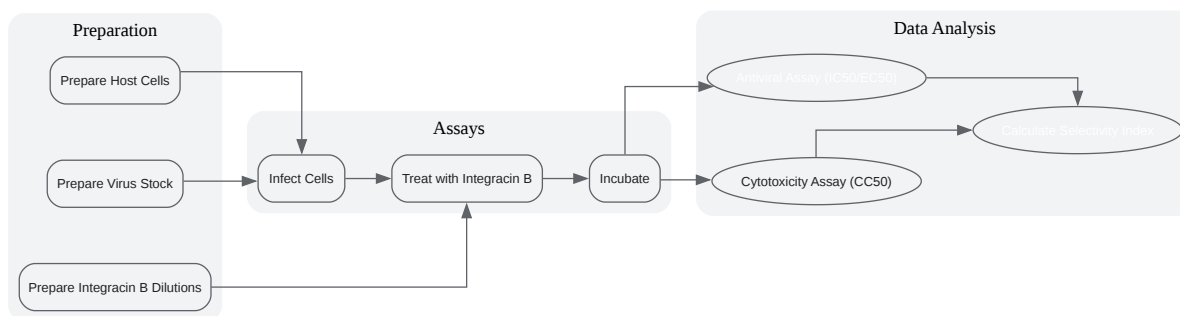 Preparation
Prepare Host Cells
Prepare Virus Stock
Prepare Integracin B Dilutions
Assays
Infect Cells
Treat with Integracin B
Incubate
Data Analysis
Antiviral Assay (IC50/EC50)
Cytotoxicity Assay (CC50)
Calculate Selectivity Index